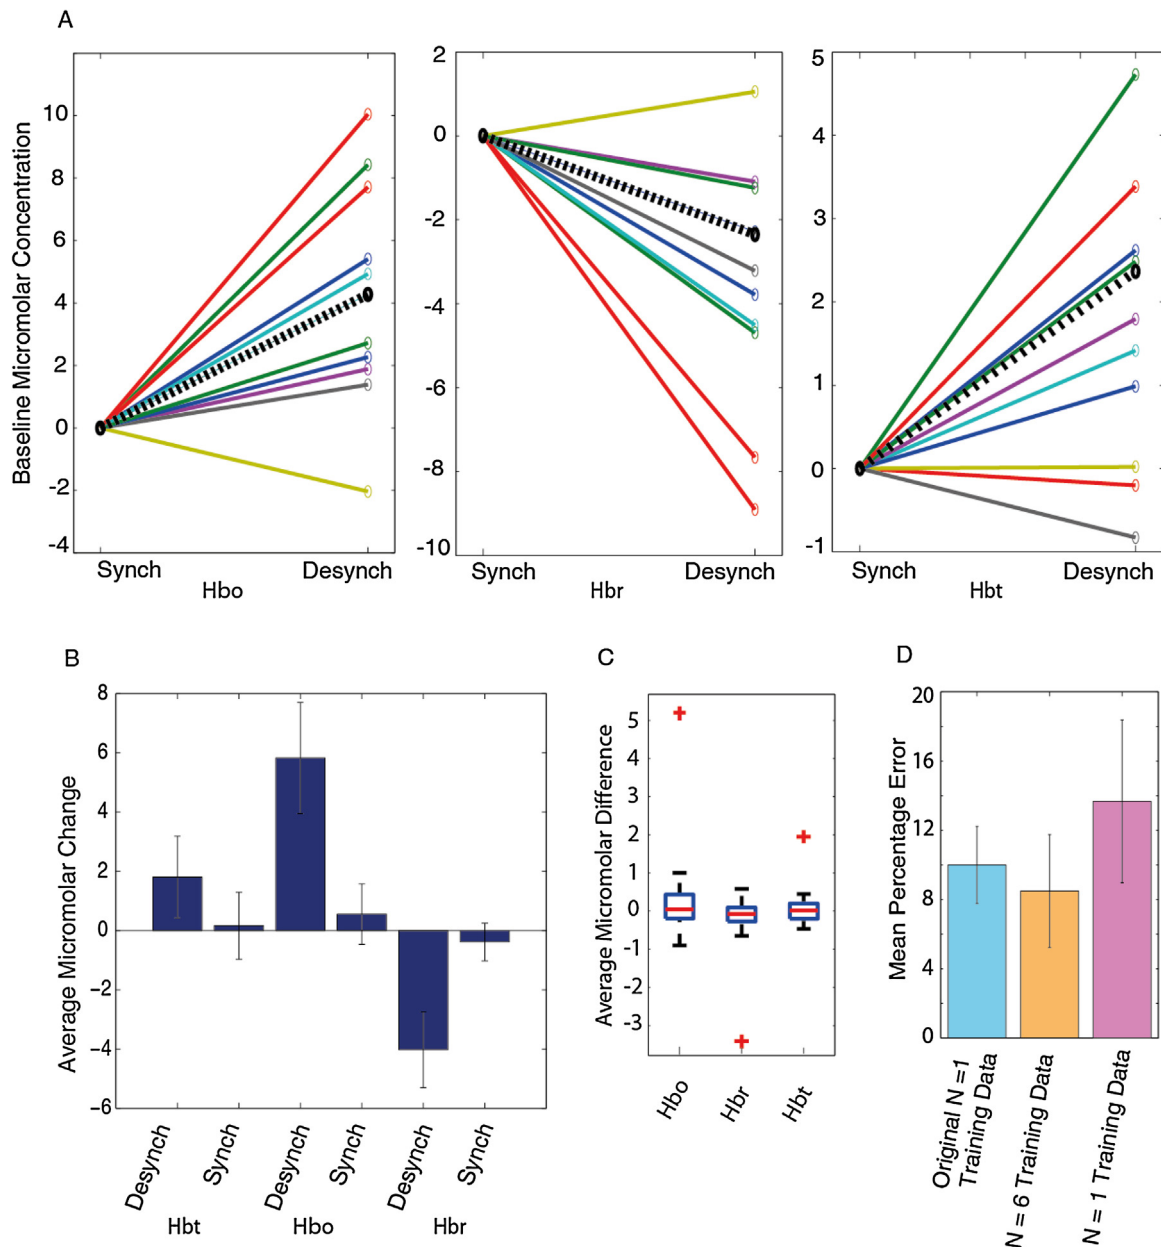 A
Baseline Micromolar Concentration
10
8
6
4
2
0
-2
-4
Synch
Desynch
Hbo
2
0
-2
-4
-6
-8
-10
Synch
Desynch
Hbr
5
4
3
2
1
0
-1
Synch
Desynch
Hbt
B
Average Micromolar Change
8
6
4
2
0
-2
-4
-6
Desynch
Synch
Desynch
Synch
Desynch
Synch
Hbt
Hbo
Hbr
C
Average Micromolar Difference
5
4
3
2
1
0
-1
-2
-3
Hbo
Hbr
Hbt
D
Mean Percentage Error
20
16
12
8
4
0
Original N =1
Training Data
N = 6 Training Data
N = 1 Training Data